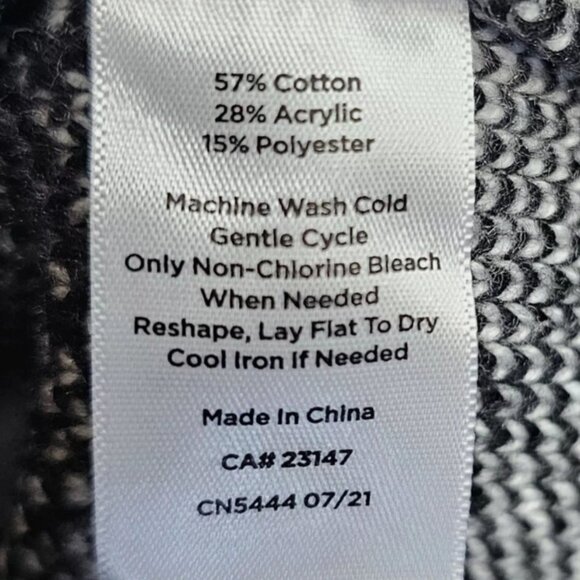 57% Cotton
28% Acrylic
15% Polyester
Machine Wash Cold
Gentle Cycle
Only Non-Chlorine Bleach
When Needed
Reshape, Lay Flat To Dry
Cool Iron If Needed
Made In China
CA# 23147
CN5444 07/21